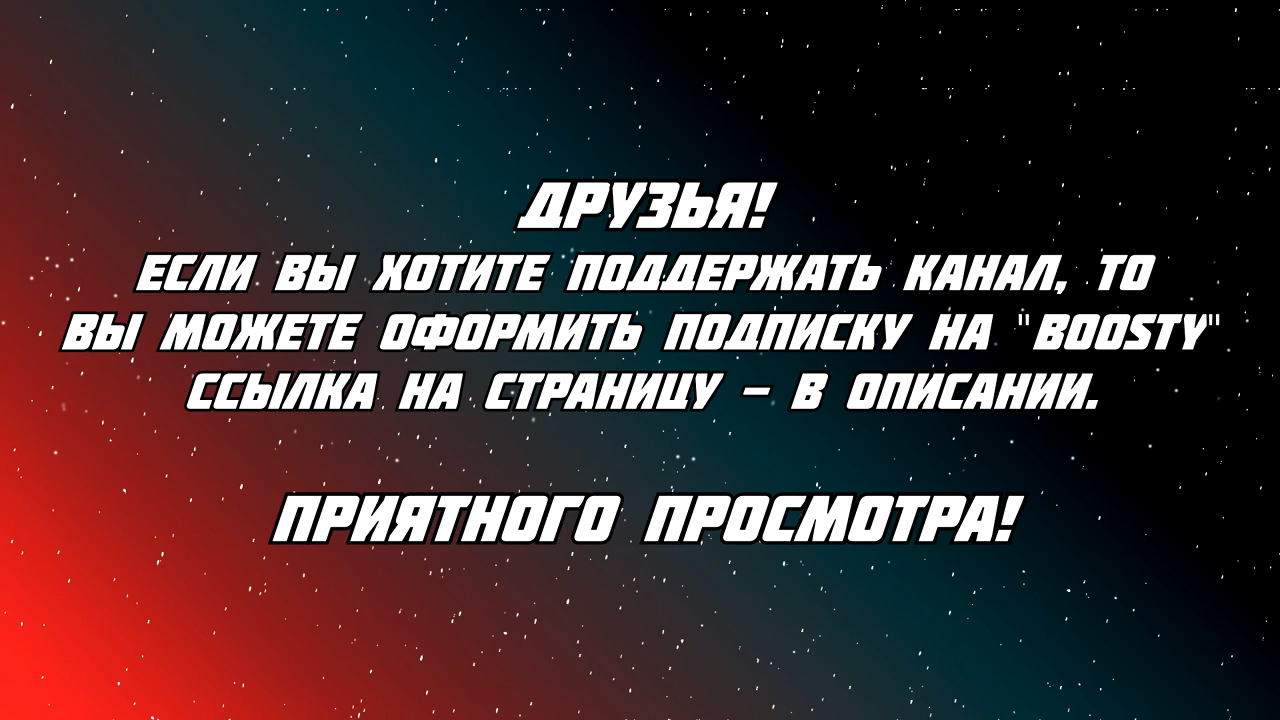 ДРУЗЬЯ!
ЕСЛИ ВЫ ХОТИТЕ ПОДДЕРЖАТЬ КАНАЛ, ТО
ВЫ МОЖЕТЕ ОФОРМИТЬ ПОДПИСКУ НА "BOOSTY"
ССЫЛКА НА СТРАНИЦУ - В ОПИСАНИИ.
ПРИЯТНОГО ПРОСМОТРА!